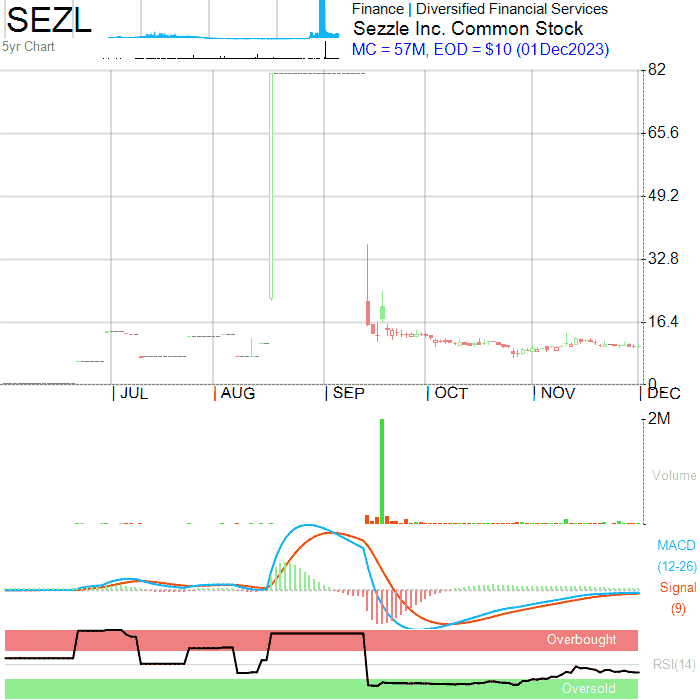 SEZL
Finance | Diversified Financial Services
Sezzle Inc. Common Stock
5yr Chart
MC = 57M, EOD = $10 (01Dec2023)
82
65.6
49.2
32.8
16.4
0
JUL
AUG
SEP
OCT
NOV
DEC
2M
Volume
MACD
(12-26)
Signal
(9)
Overbought
RSI(14)
Oversold